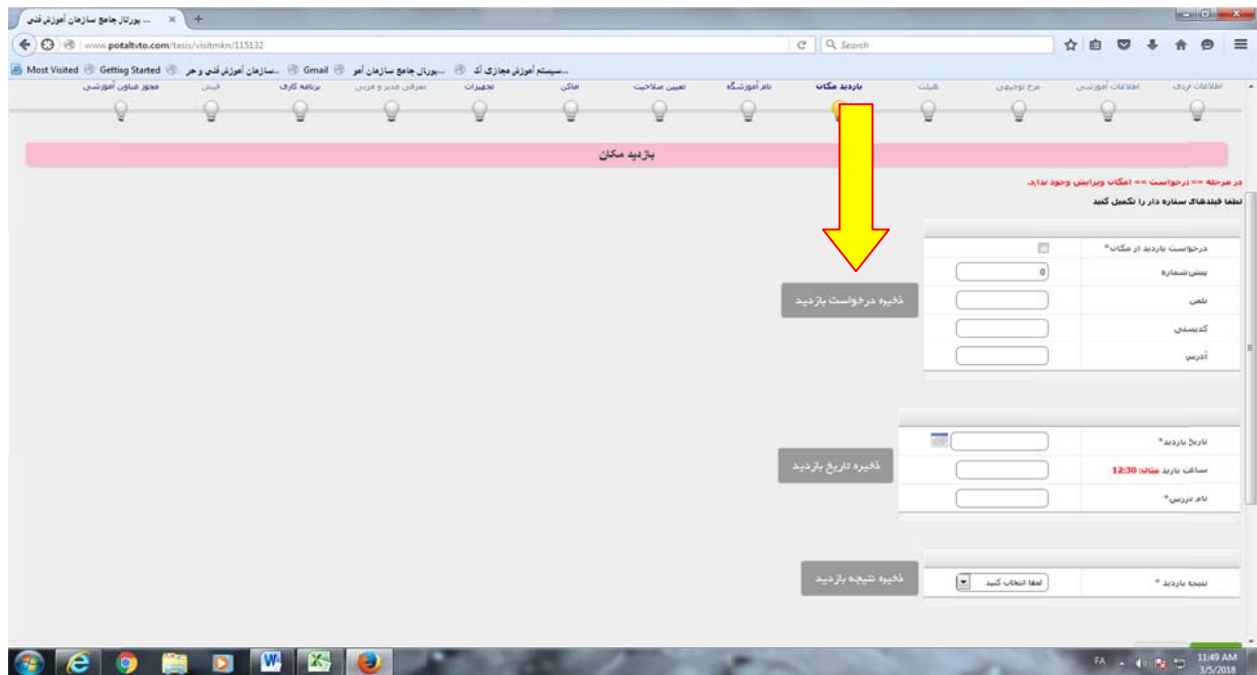 ... پورتال جامع سازمان آموزش فنی
www.potaltvto.com/tasis/visitmkn/115132
Search
Most Visited Getting Started سازمان آموزش فنی و حر... Gmail پورتال جامع سازمان آمو... سیستم آموزش مجازی آک...
اطلاعات فردی اطلاعات آموزشی طرح توجیهی هیئت بازدید مکان نام آموزشگاه تعیین صلاحیت اماکن تجهیزات معرفی مدیر و مربی برنامه کاری فیش مجوز عناوین آموزشی
بازدید مکان
در مرحله == درخواست == امکان ویرایش وجود ندارد.
لطفا فیلدهای ستاره دار را تکمیل کنید
درخواست بازدید از مکان*
پیش شماره 0
تلفن
ذخیره درخواست بازدید
کدپستی
آدرس
تاریخ بازدید*
ساعت بازید مثال: 12:30
ذخیره تاریخ بازدید
نام بازرس*
نتیجه بازدید * لطفا انتخاب کنید
ذخیره نتیجه بازدید
FA 11:49 AM
3/5/2018